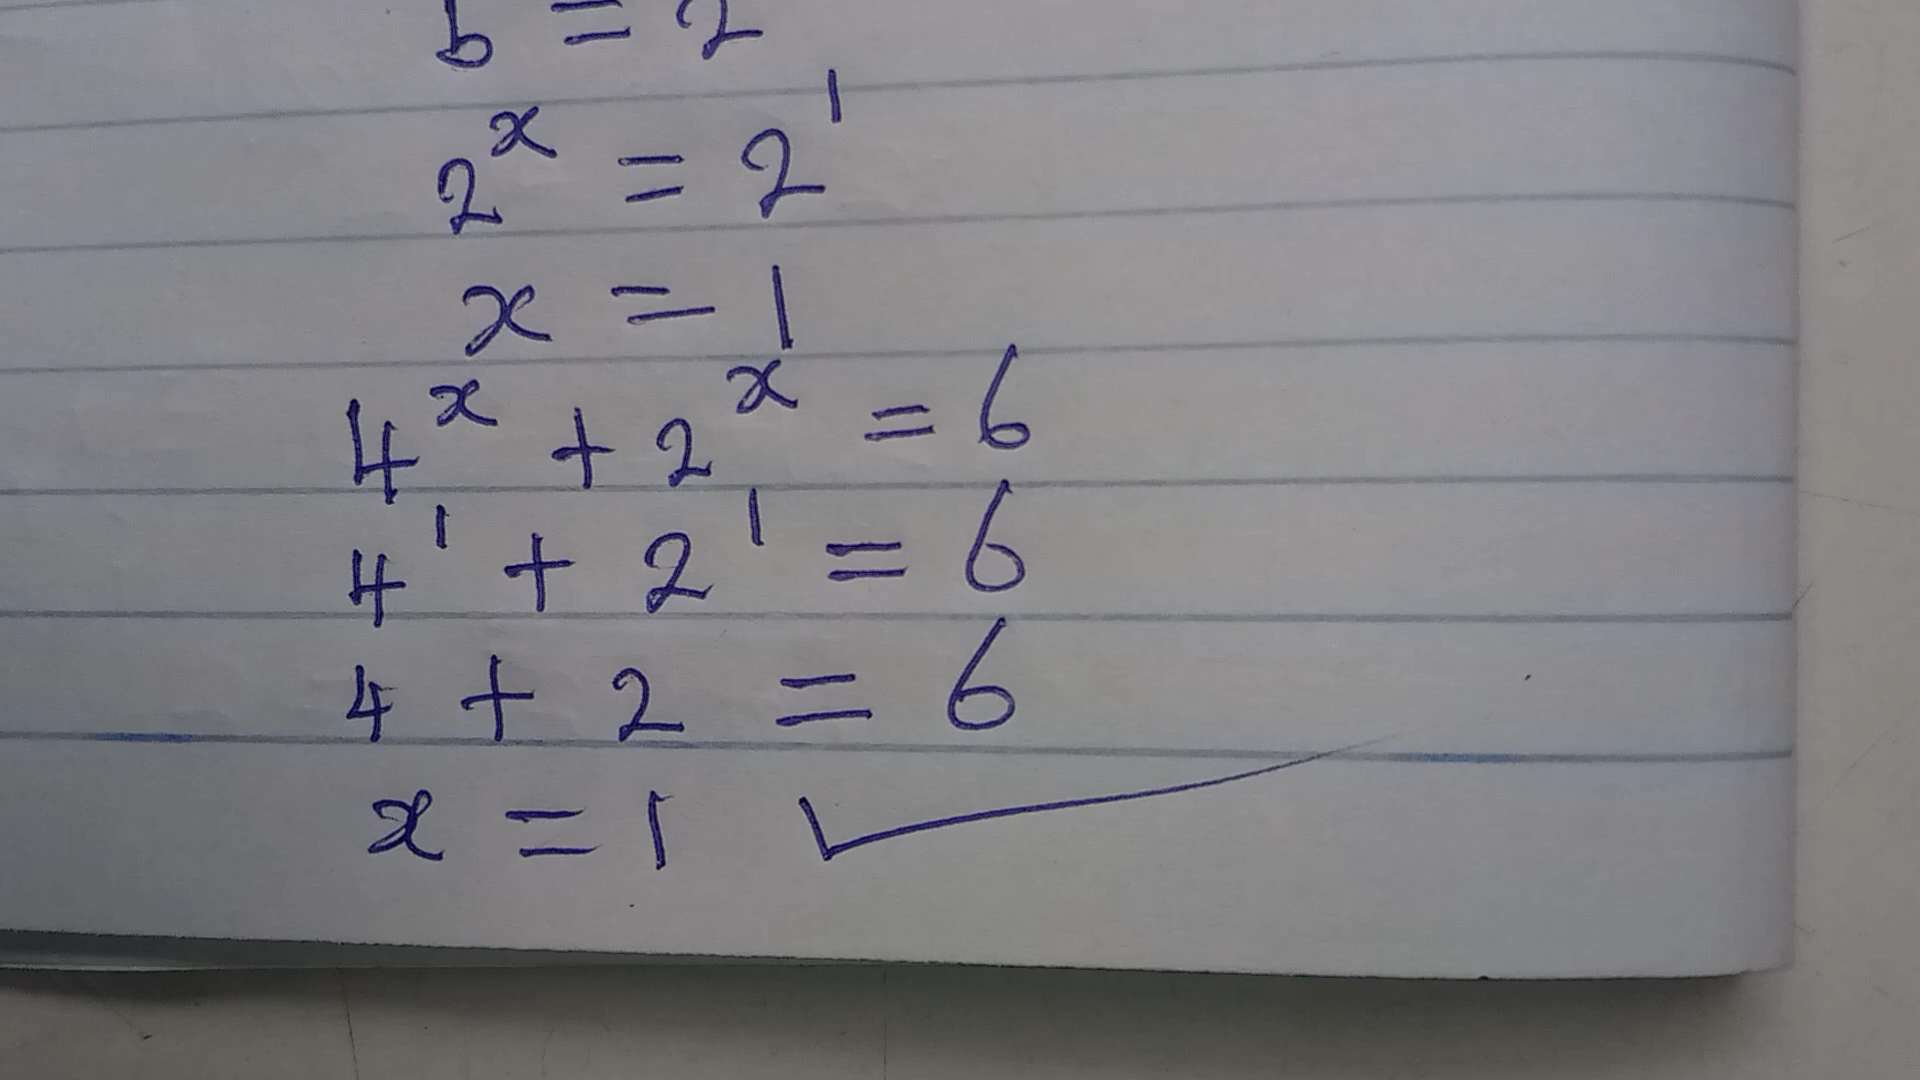 b = 2
2^x = 2^1
x = 1
4^x + 2^x = 6
4^1 + 2^1 = 6
4 + 2 = 6
x = 1 ✓